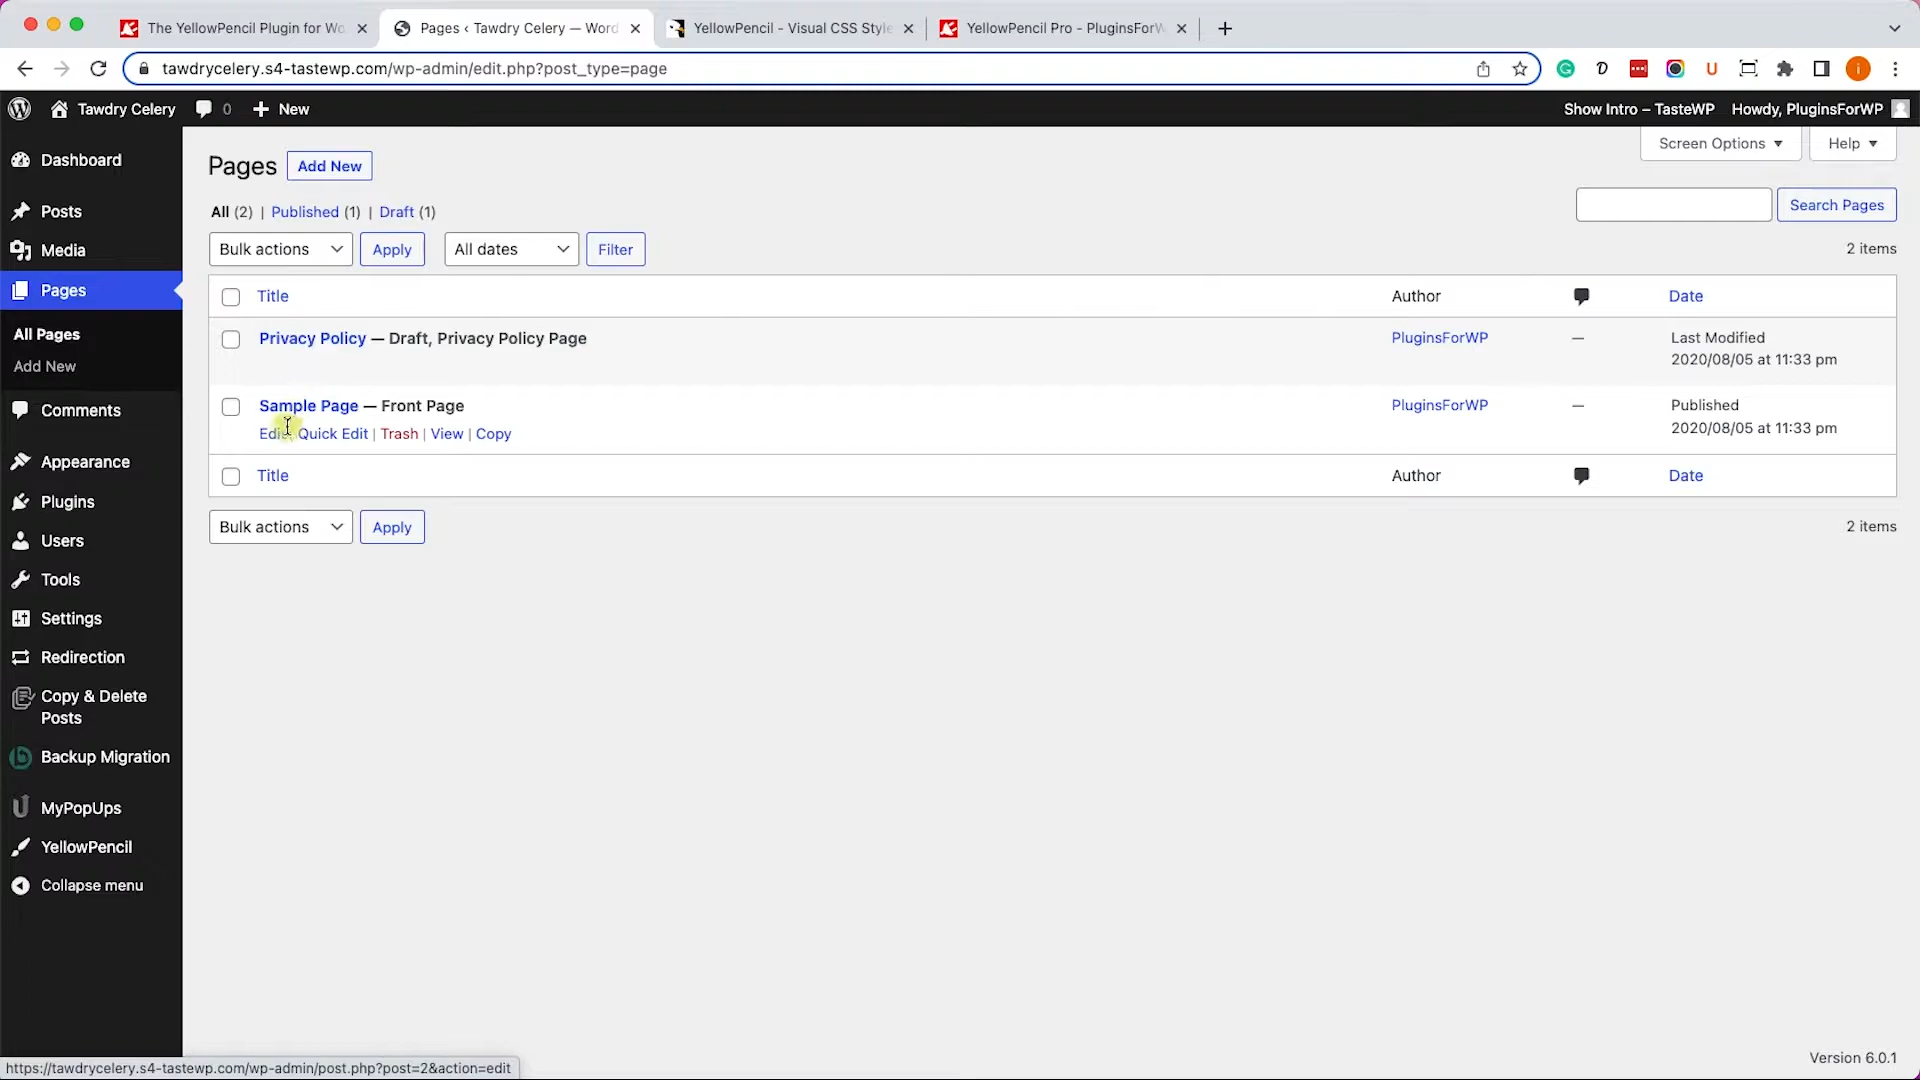 The YellowPencil Plugin for Wo
Pages ‹ Tawdry Celery — Word
YellowPencil - Visual CSS Style
YellowPencil Pro - PluginsForW
tawdrycelery.s4-tastewp.com/wp-admin/edit.php?post_type=page
Tawdry Celery
0
New
Show Intro – TasteWP
Howdy, PluginsForWP
Dashboard
Posts
Media
Pages
All Pages
Add New
Comments
Appearance
Plugins
Users
Tools
Settings
Redirection
Copy & Delete
Posts
Backup Migration
MyPopUps
YellowPencil
Collapse menu
Screen Options
Help
Pages
Add New
All (2) | Published (1) | Draft (1)
Search Pages
Bulk actions
Apply
All dates
Filter
2 items
Title
Author
Date
Privacy Policy — Draft, Privacy Policy Page
PluginsForWP
—
Last Modified
2020/08/05 at 11:33 pm
Sample Page — Front Page
Edit | Quick Edit | Trash | View | Copy
PluginsForWP
—
Published
2020/08/05 at 11:33 pm
Title
Author
Date
Bulk actions
Apply
2 items
Version 6.0.1
https://tawdrycelery.s4-tastewp.com/wp-admin/post.php?post=2&action=edit